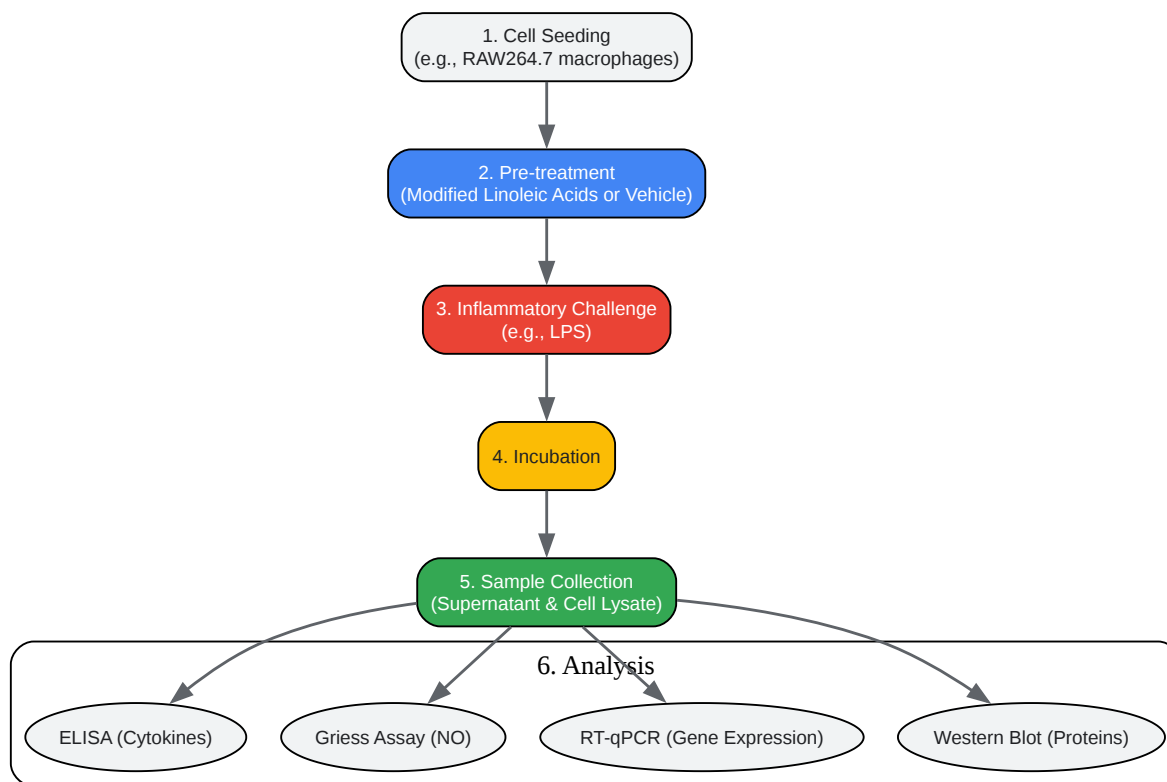 1. Cell Seeding
(e.g., RAW264.7 macrophages)
2. Pre-treatment
(Modified Linoleic Acids or Vehicle)
3. Inflammatory Challenge
(e.g., LPS)
4. Incubation
5. Sample Collection
(Supernatant & Cell Lysate)
6. Analysis
ELISA (Cytokines)
Griess Assay (NO)
RT-qPCR (Gene Expression)
Western Blot (Proteins)